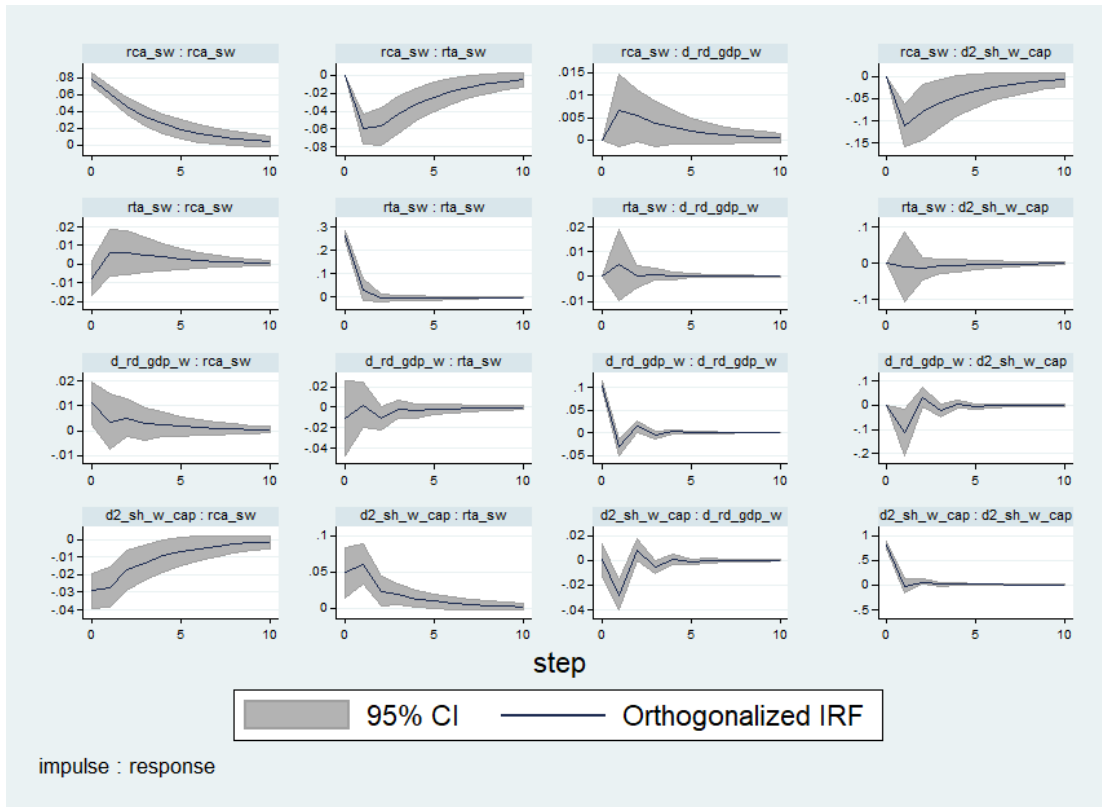 rca_sw : rca_sw rca_sw : rta_sw rca_sw : d_rd_gdp_w rca_sw : d2_sh_w_cap
.08 0 .015 0
.06 -.02 .01 -.05
.04 -.04 .005 -.1
.02 -.06 0 -.15
0 -.08
0 5 10 0 5 10 0 5 10 0 5 10
rta_sw : rca_sw rta_sw : rta_sw rta_sw : d_rd_gdp_w rta_sw : d2_sh_w_cap
.02 .3 .02 .1
.01 .2 .01 0
0 .1 0 -.1
-.01 0 -.01
-.02
0 5 10 0 5 10 0 5 10 0 5 10
d_rd_gdp_w : rca_sw d_rd_gdp_w : rta_sw d_rd_gdp_w : d_rd_gdp_w d_rd_gdp_w : d2_sh_w_cap
.02 .02 .1 .1
.01 0 .05 0
0 -.02 0 -.1
-.01 -.04 -.05 -.2
0 5 10 0 5 10 0 5 10 0 5 10
d2_sh_w_cap : rca_sw d2_sh_w_cap : rta_sw d2_sh_w_cap : d_rd_gdp_w d2_sh_w_cap : d2_sh_w_cap
0 .1 .02 1
-.01 .05 0 .5
-.02 0 -.02 0
-.03 -.04 -.5
-.04
0 5 10 0 5 10 0 5 10 0 5 10
step
95% CI Orthogonalized IRF
impulse : response